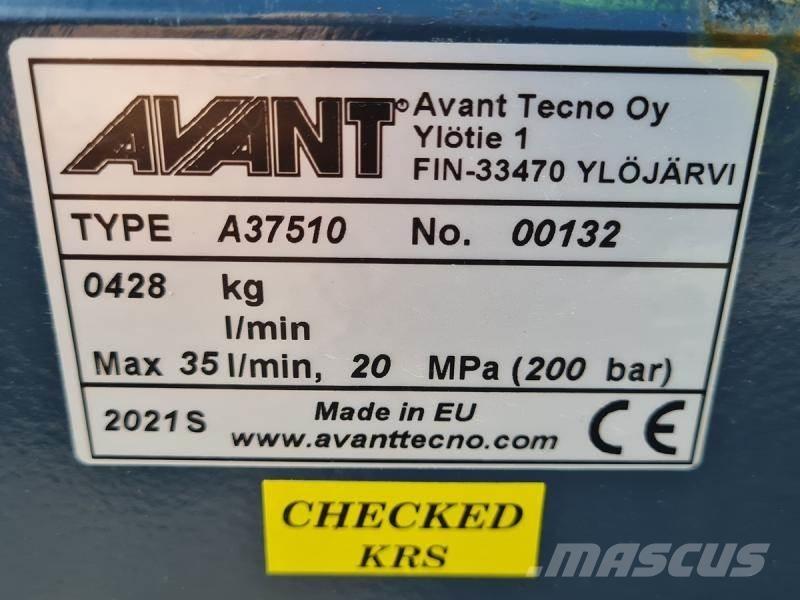 AVANT® Avant Tecno Oy
Ylötie 1
FIN-33470 YLÖJÄRVI
TYPE A37510 No. 00132
0428 kg
l/min
Max 35 l/min, 20 MPa (200 bar)
2021 S Made in EU CE
www.avanttecno.com
CHECKED
KRS
MASCUS